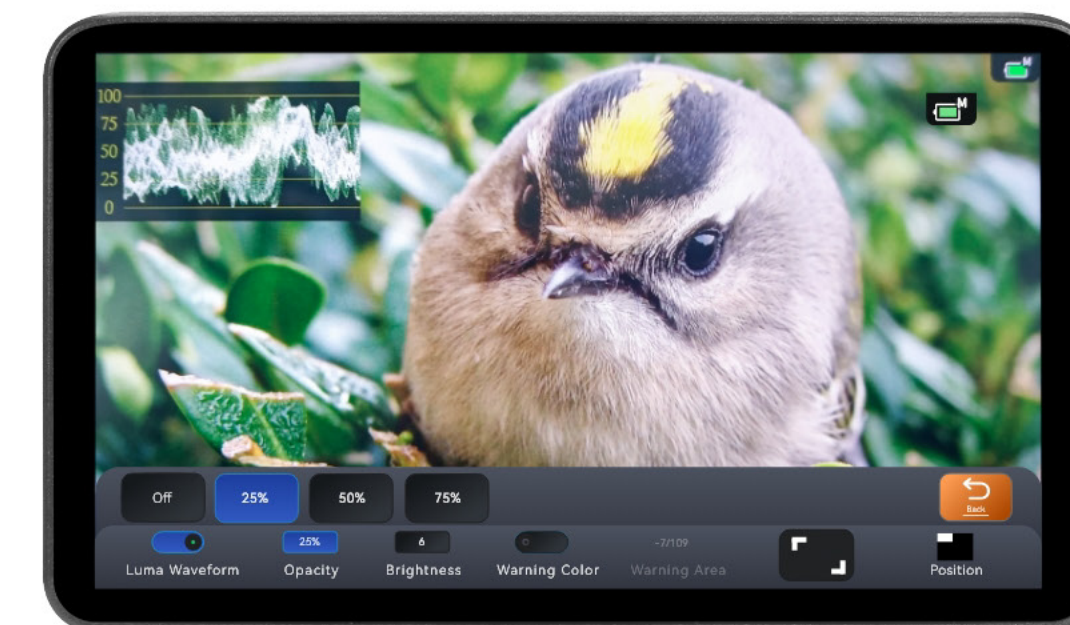 M
M
100
75
50
25
0
Off 25% 50% 75%
Back
25% 6 -7/109
Luma Waveform Opacity Brightness Warning Color Warning Area Position